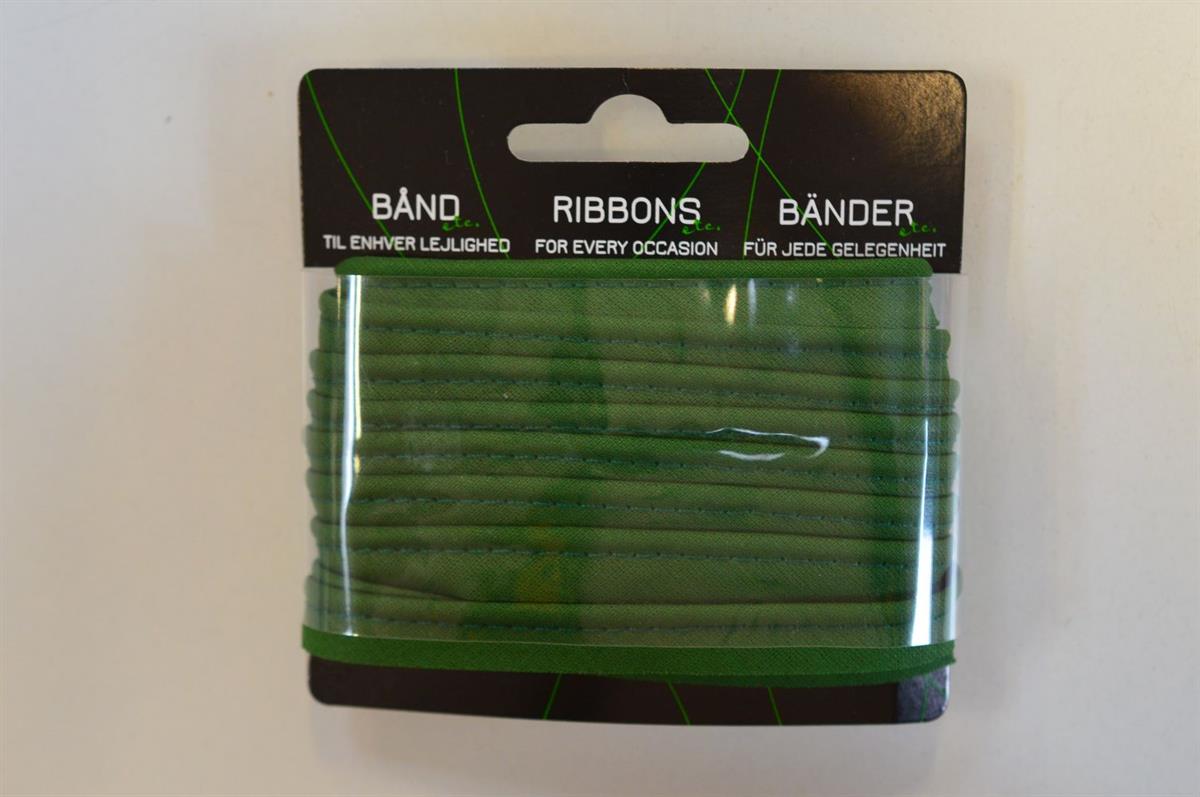 BÅND etc.
TIL ENHVER LEJLIGHED
RIBBONS etc.
FOR EVERY OCCASION
BÄNDER etc.
FÜR JEDE GELEGENHEIT